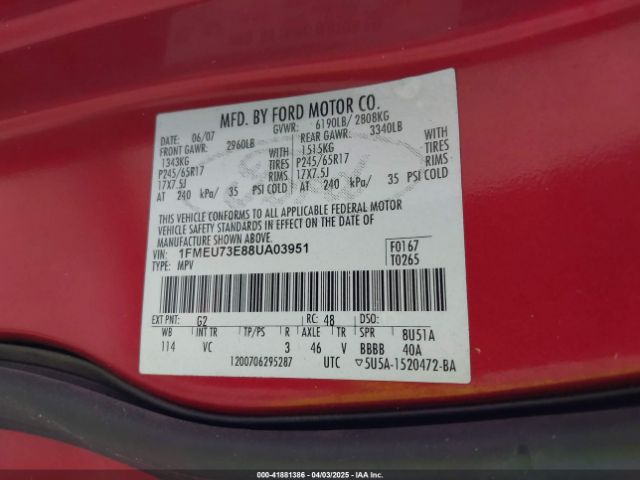 MFD. BY FORD MOTOR CO.
DATE: 06/07 GVWR: 6190LB/ 2808KG
FRONT GAWR: 2960LB REAR GAWR: 3340LB
1343KG WITH 1515KG WITH
P245/65R17 TIRES P245/65R17 TIRES
17X7.5J RIMS 17X7.5J RIMS
AT 240 kPa/ 35 PSI COLD AT 240 kPa/ 35 PSI COLD
THIS VEHICLE CONFORMS TO ALL APPLICABLE FEDERAL MOTOR
VEHICLE SAFETY STANDARDS IN EFFECT ON THE DATE OF
MANUFACTURE SHOWN ABOVE.
VIN: 1FMEU73E88UA03951 F0167
TYPE: MPV T0265
EXT PNT: G2 RC: 48 DSO:
WB INT TR TP/PS R AXLE TR SPR 8U51A
114 VC 3 46 V BBBB 40A
1200706295287 UTC ▽5U5A-1520472-BA
000-41881386 - 04/03/2025 - IAAI.CA